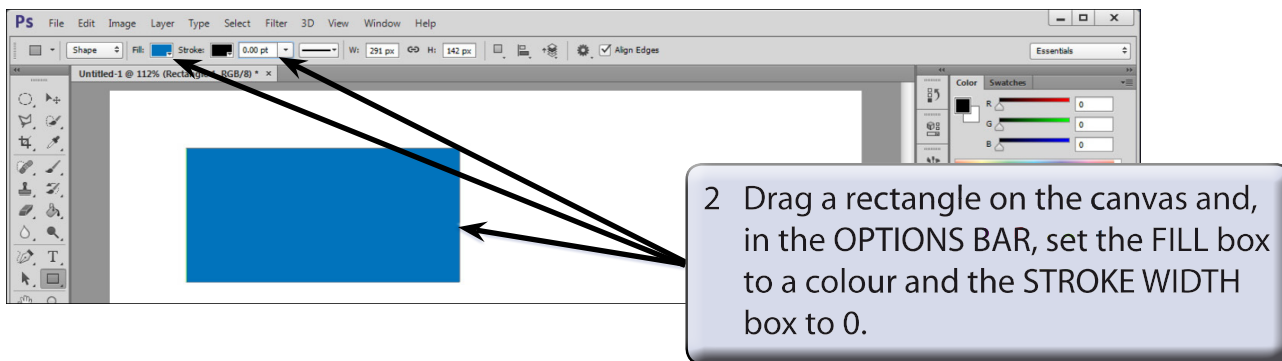 Ps File Edit Image Layer Type Select Filter 3D View Window Help
Shape Fill: Stroke: 0.00 pt W: 291 px H: 142 px Align Edges Essentials
Untitled-1 @ 112% (Rectangle 1, RGB/8) * ×
Color Swatches
R 0
G 0
B 0
T
2 Drag a rectangle on the canvas and,
in the OPTIONS BAR, set the FILL box
to a colour and the STROKE WIDTH
box to 0.